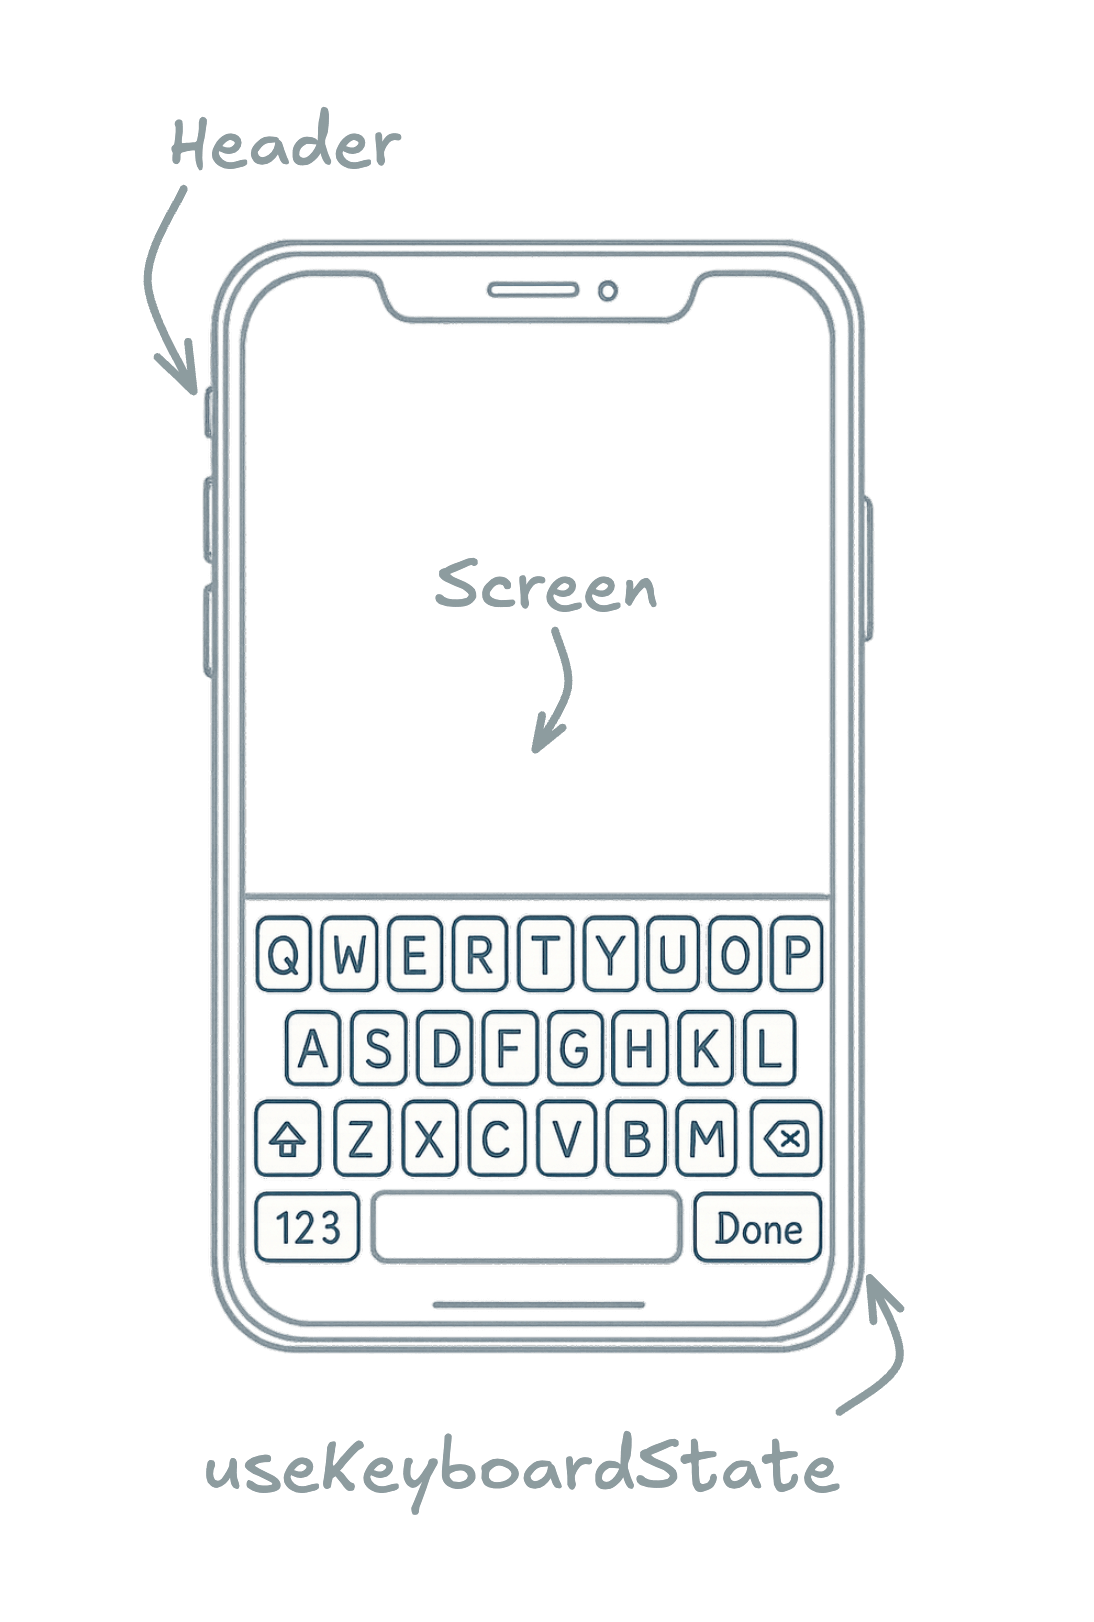 Header
Screen
Q W E R T Y U O P
A S D F G H K L
Z X C V B M
123 Done
useKeyboardState